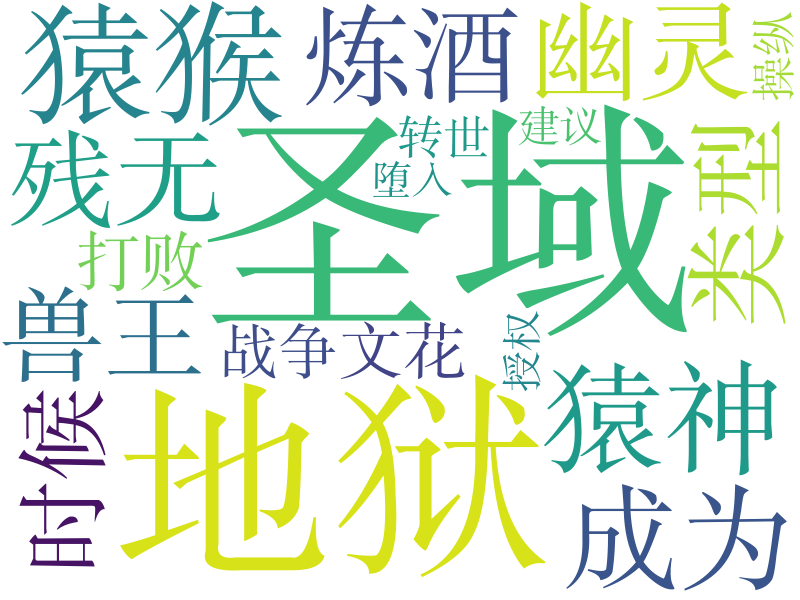 猿猴
炼酒
幽灵
操纵
残无
圣域
转世
建议
堕入
类型
打败
兽王
战争
文花
授权
时候
地狱
猿神
成为